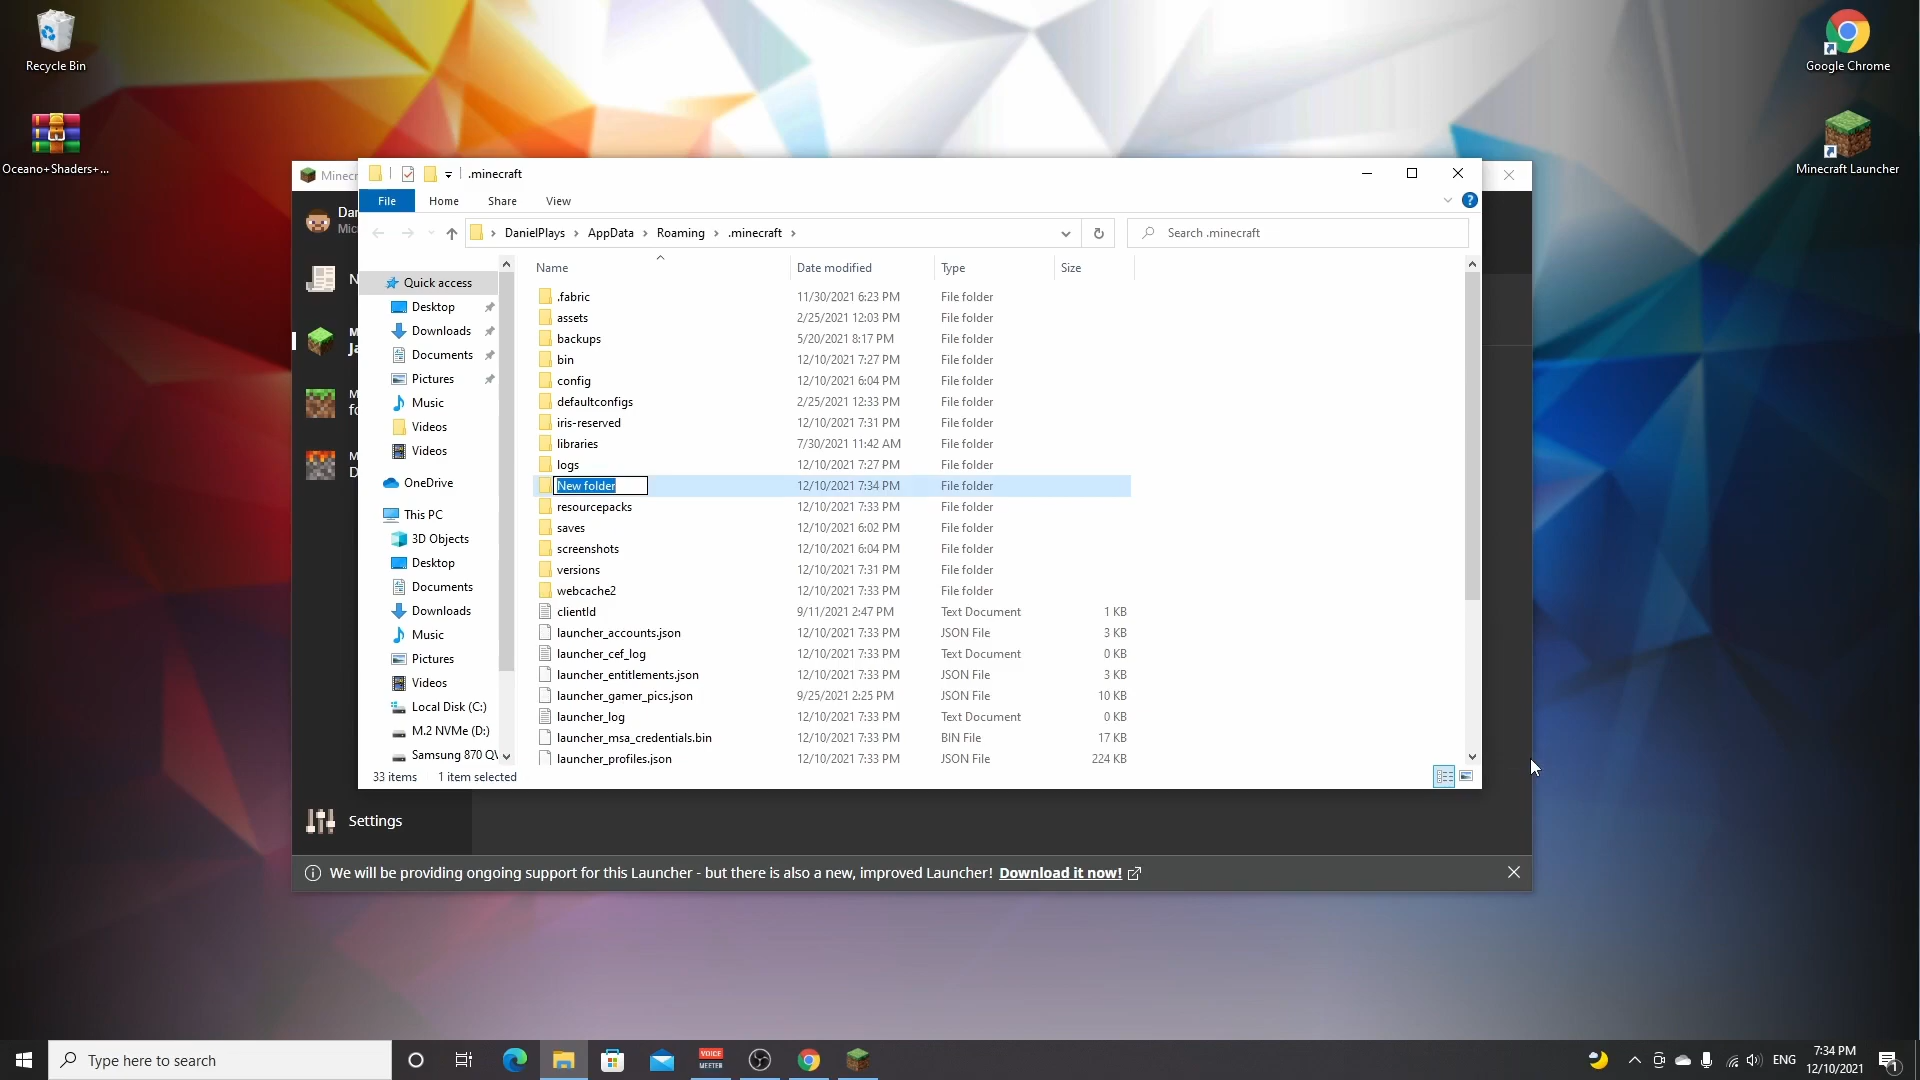 Recycle Bin
Oceano+Shaders+...
Google Chrome
Minecraft Launcher
Minecr
Dar
Mic
N
M
Ja
M
fo
M
D
Settings
.minecraft
File Home Share View
DanielPlays > AppData > Roaming > .minecraft >
Search .minecraft
Quick access
Desktop
Downloads
Documents
Pictures
Music
Videos
Videos
OneDrive
This PC
3D Objects
Desktop
Documents
Downloads
Music
Pictures
Videos
Local Disk (C:)
M.2 NVMe (D:)
Samsung 870 QV
Name Date modified Type Size
.fabric 11/30/2021 6:23 PM File folder
assets 2/25/2021 12:03 PM File folder
backups 5/20/2021 8:17 PM File folder
bin 12/10/2021 7:27 PM File folder
config 12/10/2021 6:04 PM File folder
defaultconfigs 2/25/2021 12:33 PM File folder
iris-reserved 12/10/2021 7:31 PM File folder
libraries 7/30/2021 11:42 AM File folder
logs 12/10/2021 7:27 PM File folder
New folder 12/10/2021 7:34 PM File folder
resourcepacks 12/10/2021 7:33 PM File folder
saves 12/10/2021 6:02 PM File folder
screenshots 12/10/2021 6:04 PM File folder
versions 12/10/2021 7:31 PM File folder
webcache2 12/10/2021 7:33 PM File folder
clientId 9/11/2021 2:47 PM Text Document 1 KB
launcher_accounts.json 12/10/2021 7:33 PM JSON File 3 KB
launcher_cef_log 12/10/2021 7:33 PM Text Document 0 KB
launcher_entitlements.json 12/10/2021 7:33 PM JSON File 3 KB
launcher_gamer_pics.json 9/25/2021 2:25 PM JSON File 10 KB
launcher_log 12/10/2021 7:33 PM Text Document 0 KB
launcher_msa_credentials.bin 12/10/2021 7:33 PM BIN File 17 KB
launcher_profiles.json 12/10/2021 7:33 PM JSON File 224 KB
33 items 1 item selected
We will be providing ongoing support for this Launcher - but there is also a new, improved Launcher! Download it now!
Type here to search
VOICE
MEETER
ENG
7:34 PM
12/10/2021
1